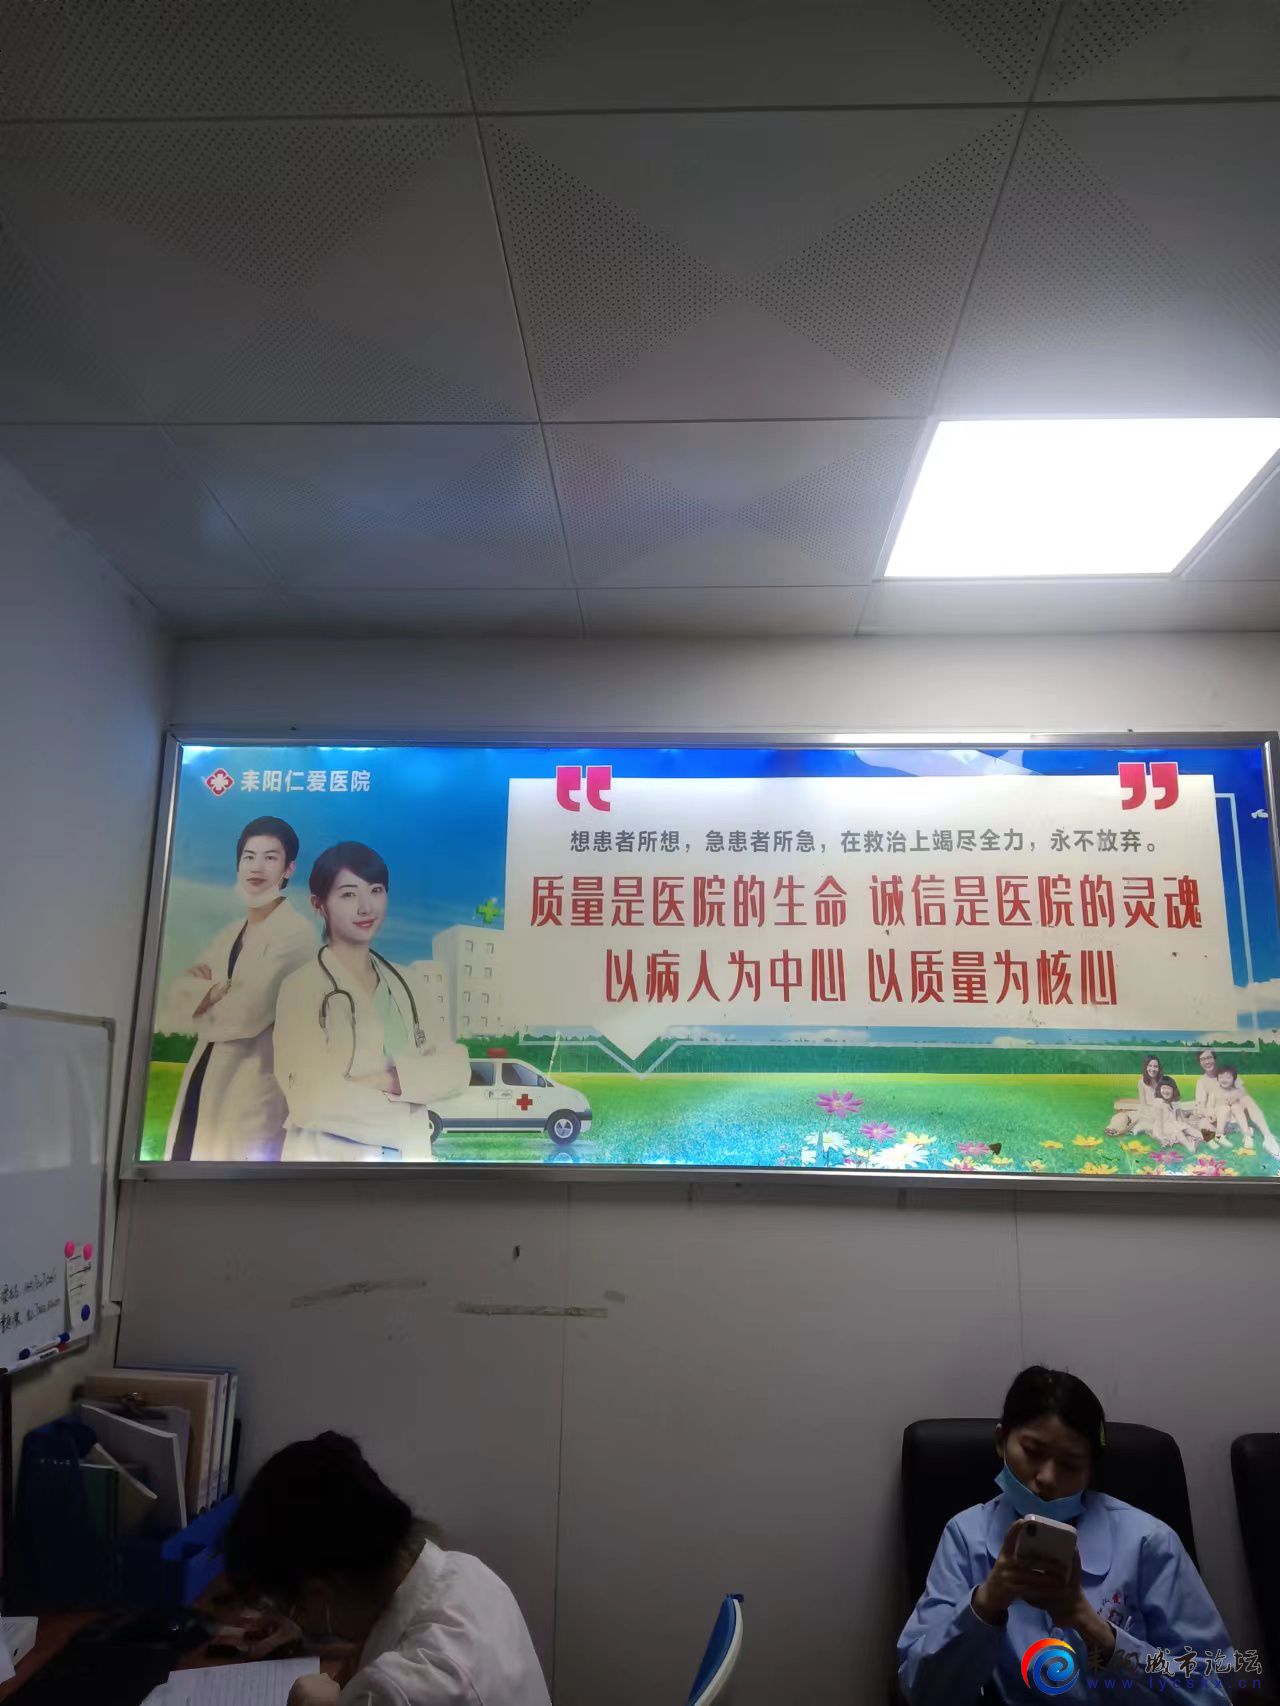 耒阳仁爱医院
想患者所想，急患者所急，在救治上竭尽全力，永不放弃。
质量是医院的生命 诚信是医院的灵魂
以病人为中心 以质量为核心
耒阳城市论坛